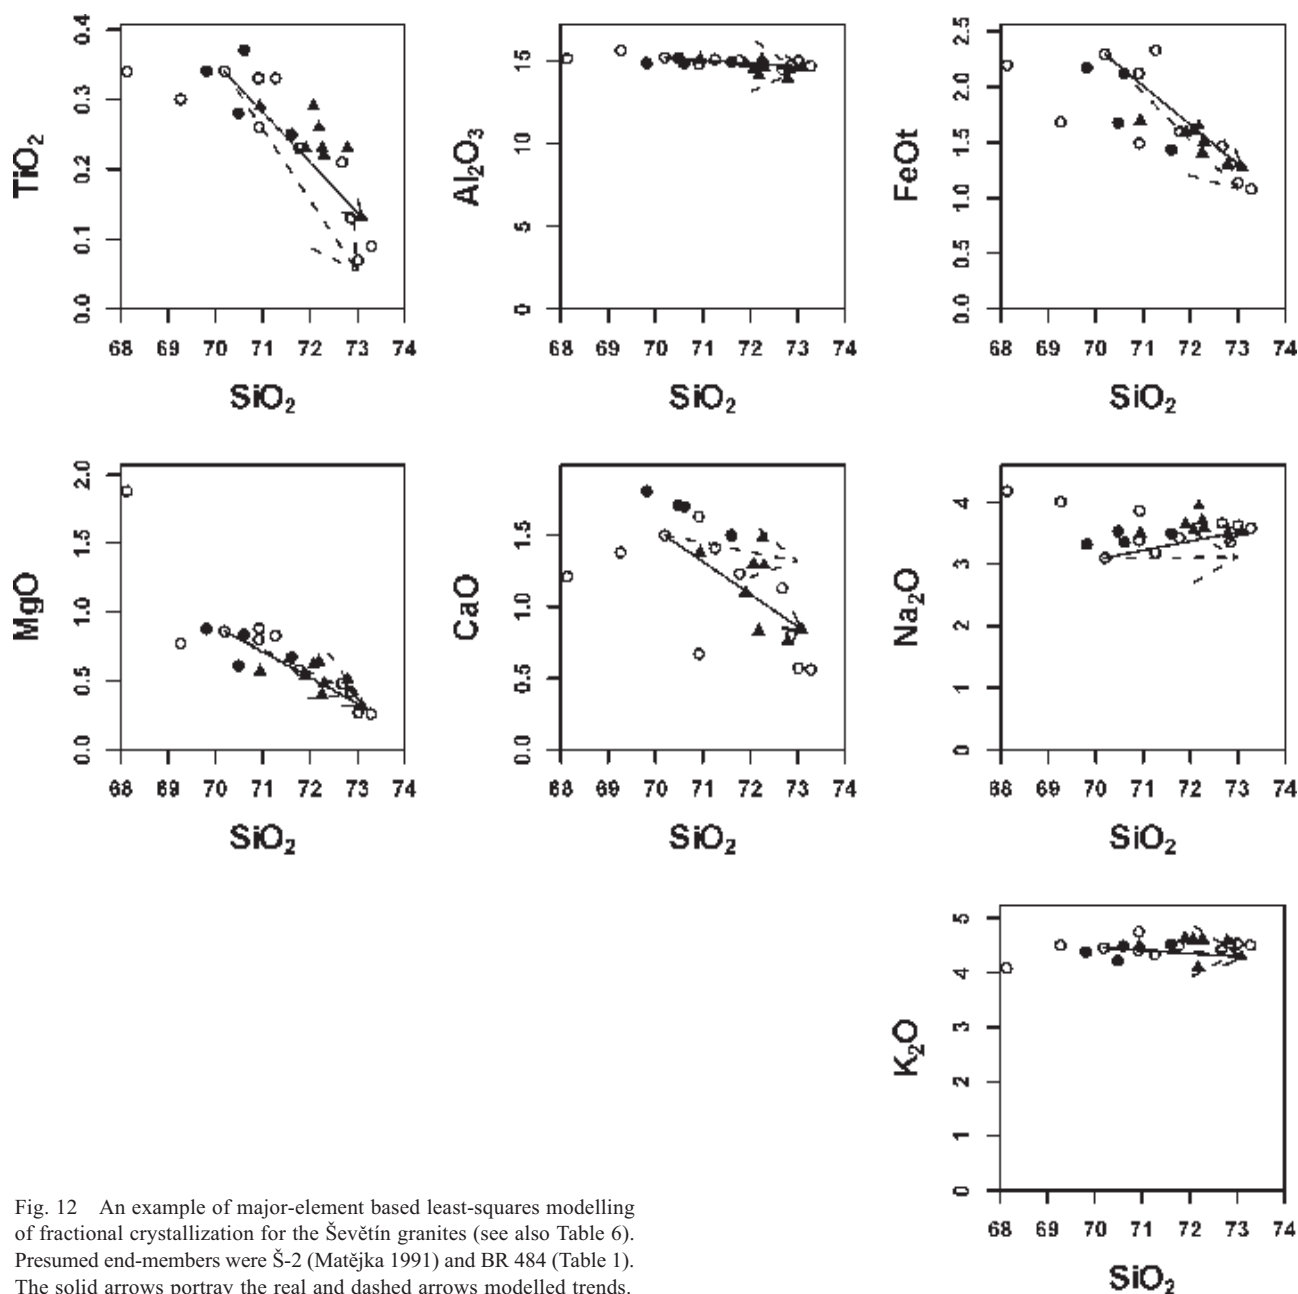 TiO2
0.0 0.1 0.2 0.3 0.4
68 69 70 71 72 73 74
SiO2
Al2O3
0 5 10 15
68 69 70 71 72 73 74
SiO2
FeOt
0.0 0.5 1.0 1.5 2.0 2.5
68 69 70 71 72 73 74
SiO2
MgO
0.0 0.5 1.0 1.5 2.0
68 69 70 71 72 73 74
SiO2
CaO
0.0 0.5 1.0 1.5
68 69 70 71 72 73 74
SiO2
Na2O
0 1 2 3 4
68 69 70 71 72 73 74
SiO2
K2O
0 1 2 3 4 5
68 69 70 71 72 73 74
SiO2
Fig. 12 An example of major-element based least-squares modelling
of fractional crystallization for the Ševětín granites (see also Table 6).
Presumed end-members were Š-2 (Matějka 1991) and BR 484 (Table 1).
The solid arrows portray the real and dashed arrows modelled trends.